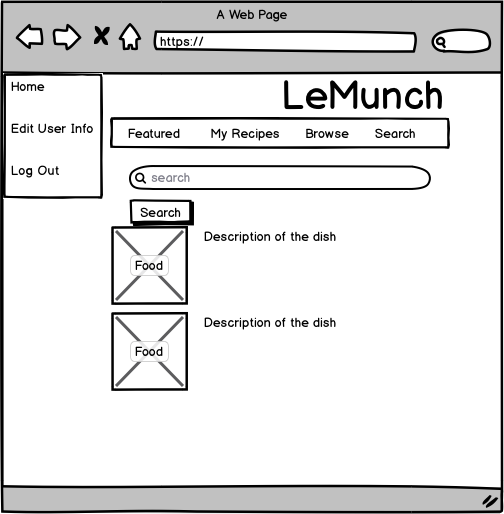 A Web Page
https://
Home
Edit User Info
Log Out
LeMunch
Featured My Recipes Browse Search
search
Search
Food
Description of the dish
Food
Description of the dish